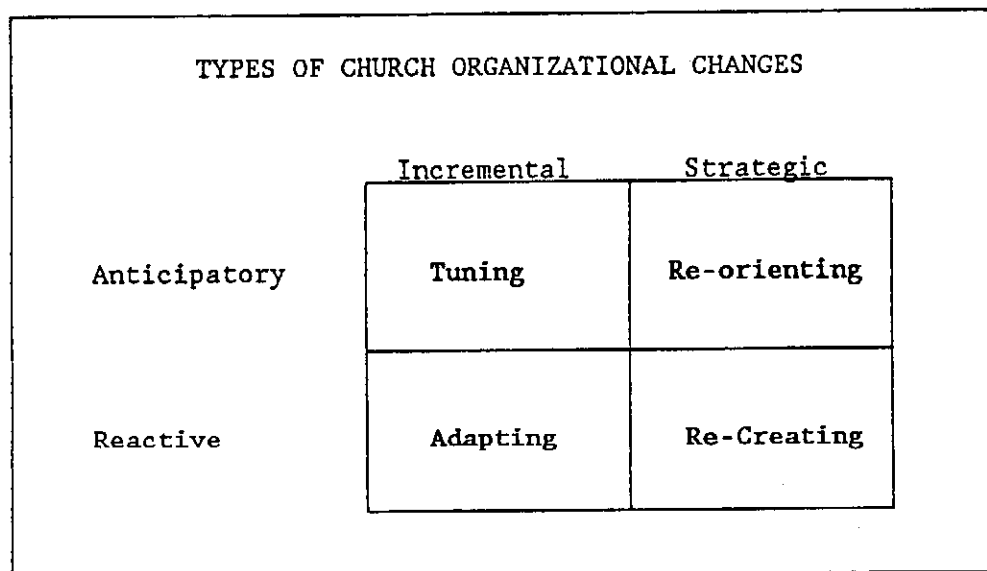 TYPES OF CHURCH ORGANIZATIONAL CHANGES
Incremental Strategic
Anticipatory Tuning Re-orienting
Reactive Adapting Re-Creating